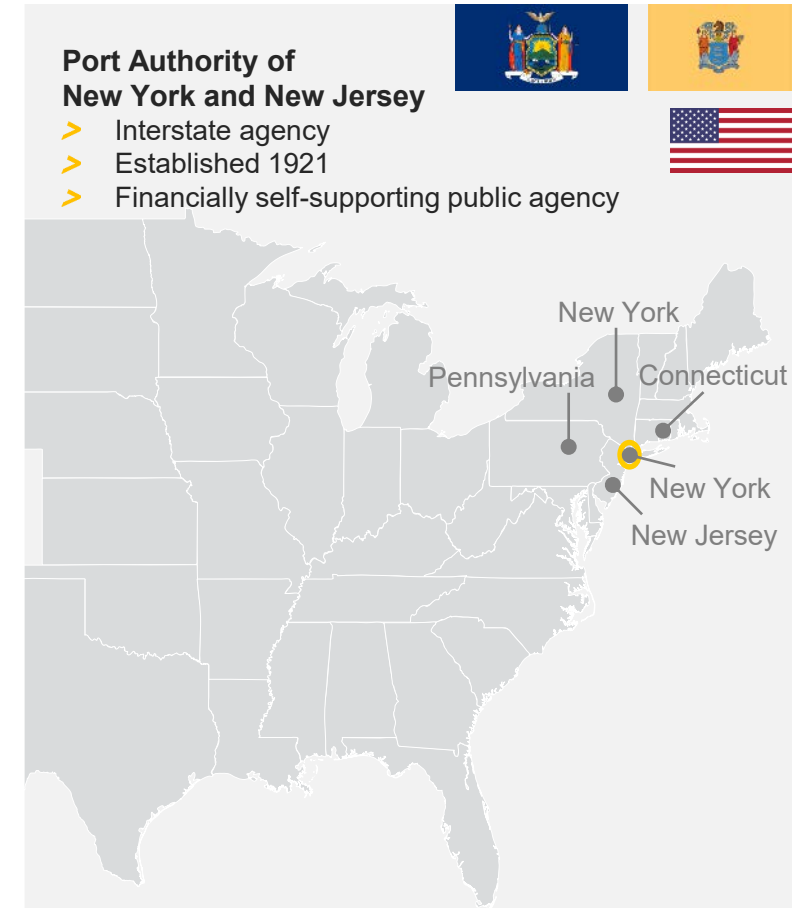 Port Authority of
New York and New Jersey
> Interstate agency
> Established 1921
> Financially self-supporting public agency
New York
Pennsylvania
Connecticut
New York
New Jersey